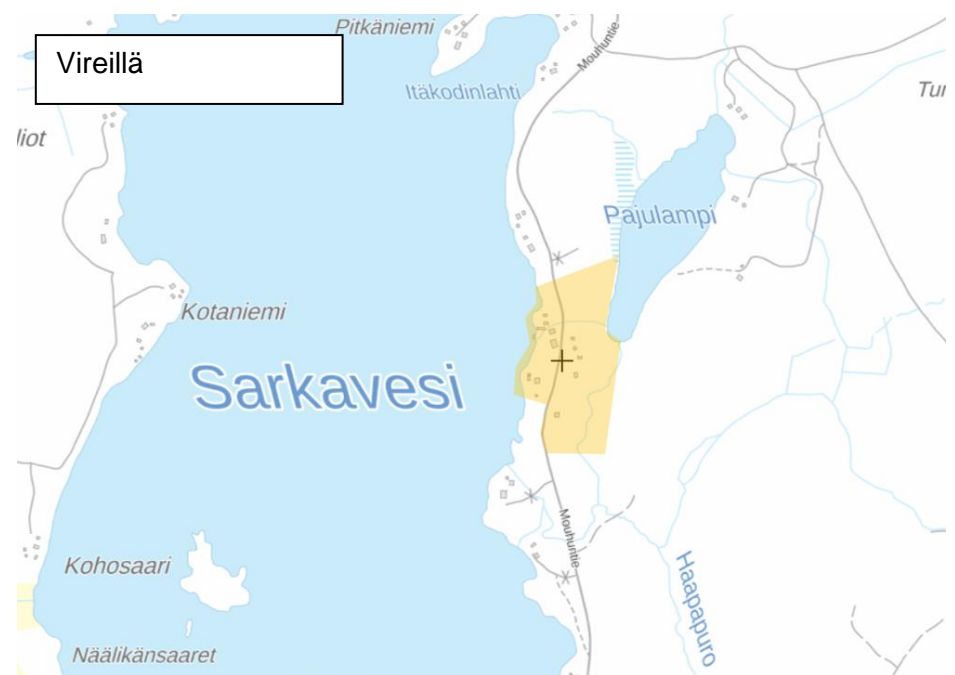 Vireillä
Pitkäniemi
Mouhuntie
Itäkodinlahti
Tur
liot
Pajulampi
Kotaniemi
Sarkavesi
Mouhuntie
Haapapuro
Kohosaari
Näälikänsaaret